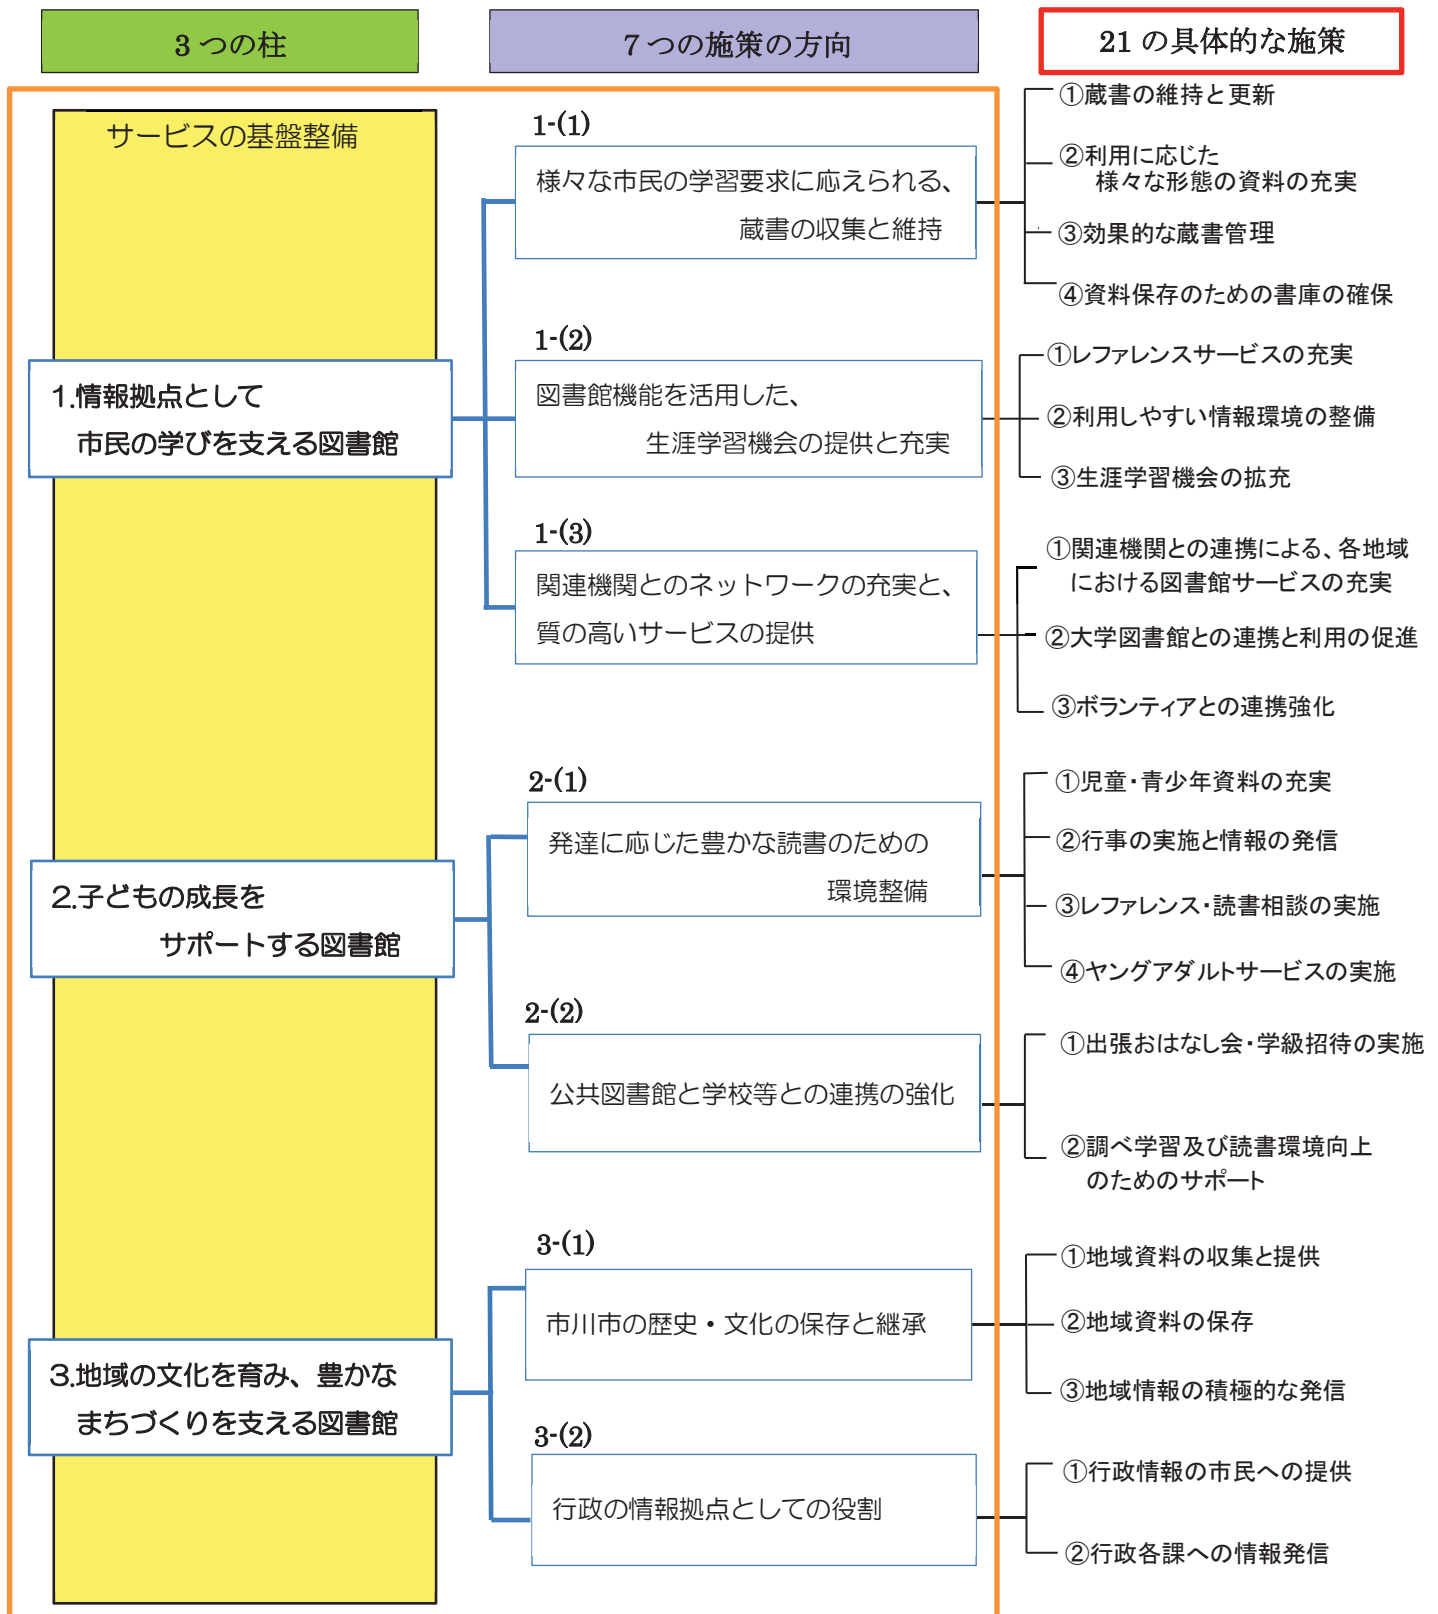 3つの柱
7つの施策の方向
21の具体的な施策
サービスの基盤整備
1.情報拠点として
市民の学びを支える図書館
1-(1)
様々な市民の学習要求に応えられる、
蔵書の収集と維持
①蔵書の維持と更新
②利用に応じた
様々な形態の資料の充実
③効果的な蔵書管理
④資料保存のための書庫の確保
1-(2)
図書館機能を活用した、
生涯学習機会の提供と充実
①レファレンスサービスの充実
②利用しやすい情報環境の整備
③生涯学習機会の拡充
1-(3)
関連機関とのネットワークの充実と、
質の高いサービスの提供
①関連機関との連携による、各地域
における図書館サービスの充実
②大学図書館との連携と利用の促進
③ボランティアとの連携強化
2.子どもの成長を
サポートする図書館
2-(1)
発達に応じた豊かな読書のための
環境整備
①児童・青少年資料の充実
②行事の実施と情報の発信
③レファレンス・読書相談の実施
④ヤングアダルトサービスの実施
2-(2)
公共図書館と学校等との連携の強化
①出張おはなし会・学級招待の実施
②調べ学習及び読書環境向上
のためのサポート
3.地域の文化を育み、豊かな
まちづくりを支える図書館
3-(1)
市川市の歴史・文化の保存と継承
①地域資料の収集と提供
②地域資料の保存
③地域情報の積極的な発信
3-(2)
行政の情報拠点としての役割
①行政情報の市民への提供
②行政各課への情報発信